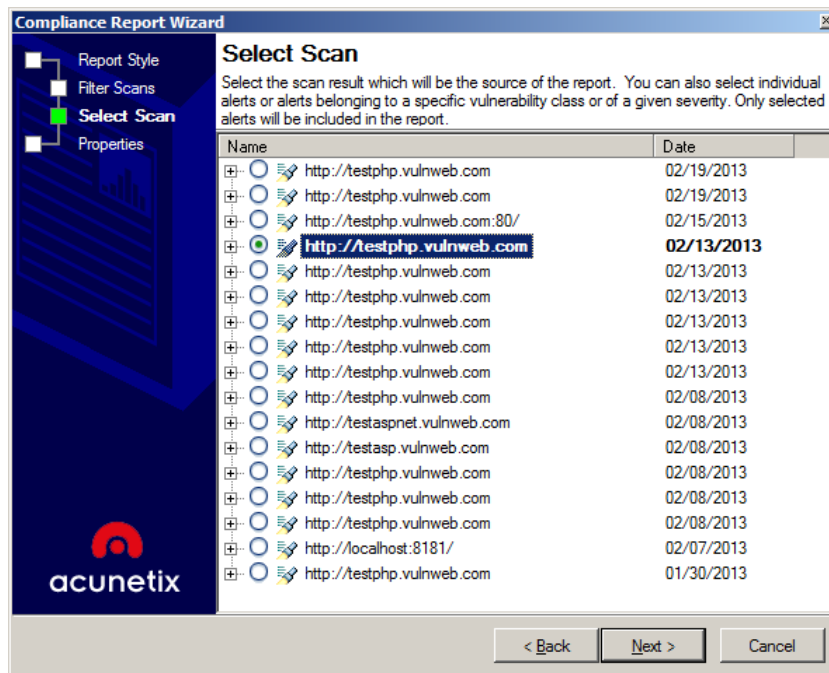 Compliance Report Wizard
Report Style
Filter Scans
Select Scan
Properties
acunetix
Select Scan
Select the scan result which will be the source of the report. You can also select individual
alerts or alerts belonging to a specific vulnerability class or of a given severity. Only selected
alerts will be included in the report.
Name Date
http://testphp.vulnweb.com 02/19/2013
http://testphp.vulnweb.com 02/19/2013
http://testphp.vulnweb.com:80/ 02/15/2013
http://testphp.vulnweb.com 02/13/2013
http://testphp.vulnweb.com 02/13/2013
http://testphp.vulnweb.com 02/13/2013
http://testphp.vulnweb.com 02/13/2013
http://testphp.vulnweb.com 02/13/2013
http://testphp.vulnweb.com 02/13/2013
http://testphp.vulnweb.com 02/08/2013
http://testaspnet.vulnweb.com 02/08/2013
http://testasp.vulnweb.com 02/08/2013
http://testphp.vulnweb.com 02/08/2013
http://testphp.vulnweb.com 02/08/2013
http://testphp.vulnweb.com 02/08/2013
http://localhost:8181/ 02/07/2013
http://testphp.vulnweb.com 01/30/2013
< Back Next > Cancel